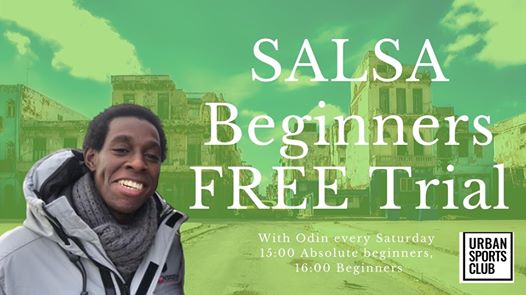 SALSA
Beginners
FREE Trial
With Odin every Saturday
15:00 Absolute beginners,
16:00 Beginners
URBAN
SPORTS
CLUB